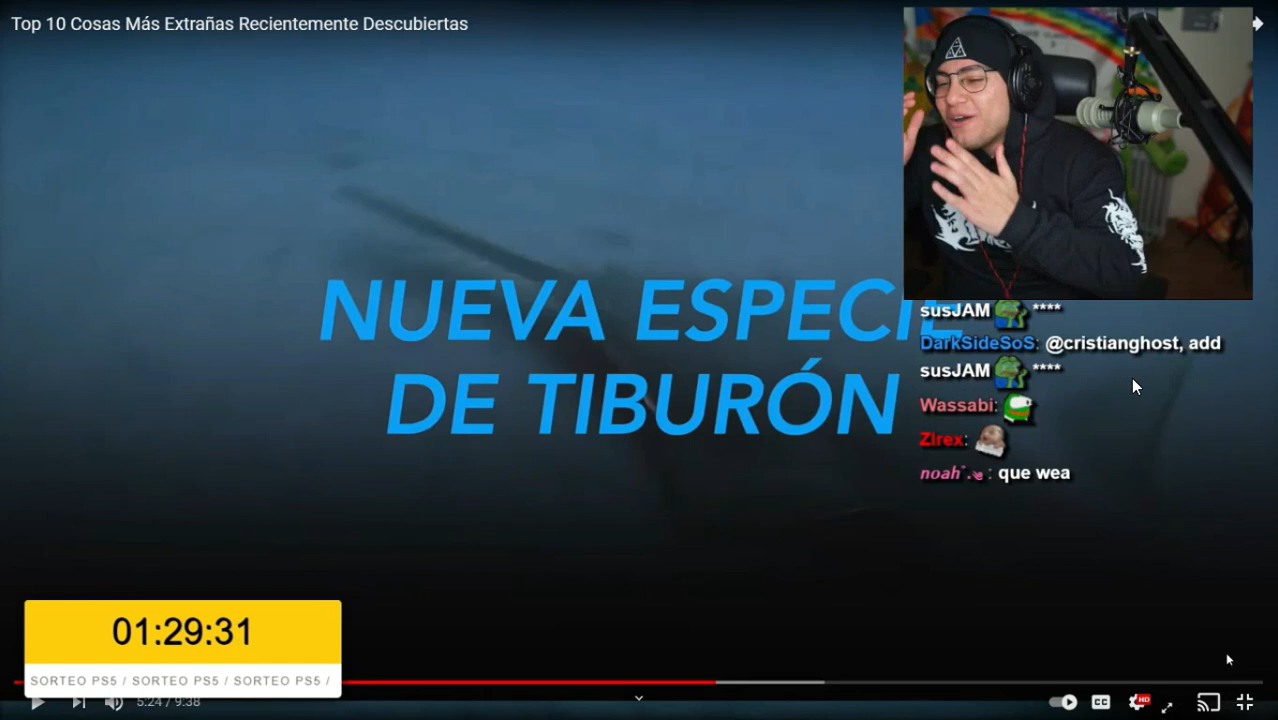 Top 10 Cosas Más Extrañas Recientemente Descubiertas
NUEVA ESPECIE
DE TIBURÓN
susJAM ****
DarkSideSoS: @cristianghost, add
susJAM ****
Wassabi:
Zirex:
noah : que wea
01:29:31
SORTEO PS5 / SORTEO PS5 / SORTEO PS5 /
5:24 / 9:38
CC
HD